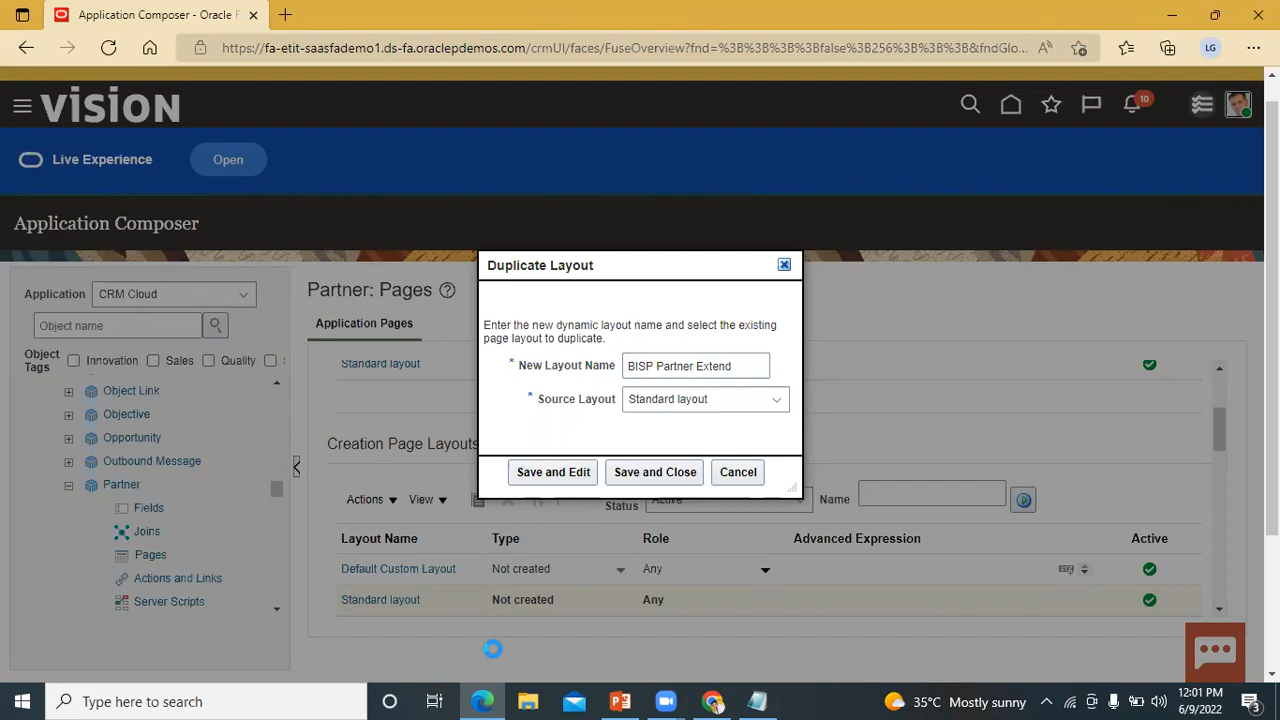 Application Composer - Oracle F
https://fa-etit-saasfademo1.ds-fa.oraclepdemos.com/crmUI/faces/FuseOverview?fnd=%3B%3B%3B%3Bfalse%3B256%3B%3B%3B&fndGlo...
LG
vision
10
Live Experience
Open
Application Composer
Application
CRM Cloud
Object name
Object Tags
Innovation
Sales
Quality
Object Link
Objective
Opportunity
Outbound Message
Partner
Fields
Joins
Pages
Actions and Links
Server Scripts
Partner: Pages
Application Pages
Standard layout
Creation Page Layouts
Actions
View
Status
Active
Name
Layout Name
Type
Role
Advanced Expression
Active
Default Custom Layout
Not created
Any
Standard layout
Not created
Any
Duplicate Layout
Enter the new dynamic layout name and select the existing
page layout to duplicate.
* New Layout Name
BISP Partner Extend
* Source Layout
Standard layout
Save and Edit
Save and Close
Cancel
Type here to search
35°C Mostly sunny
12:01 PM
6/9/2022
3